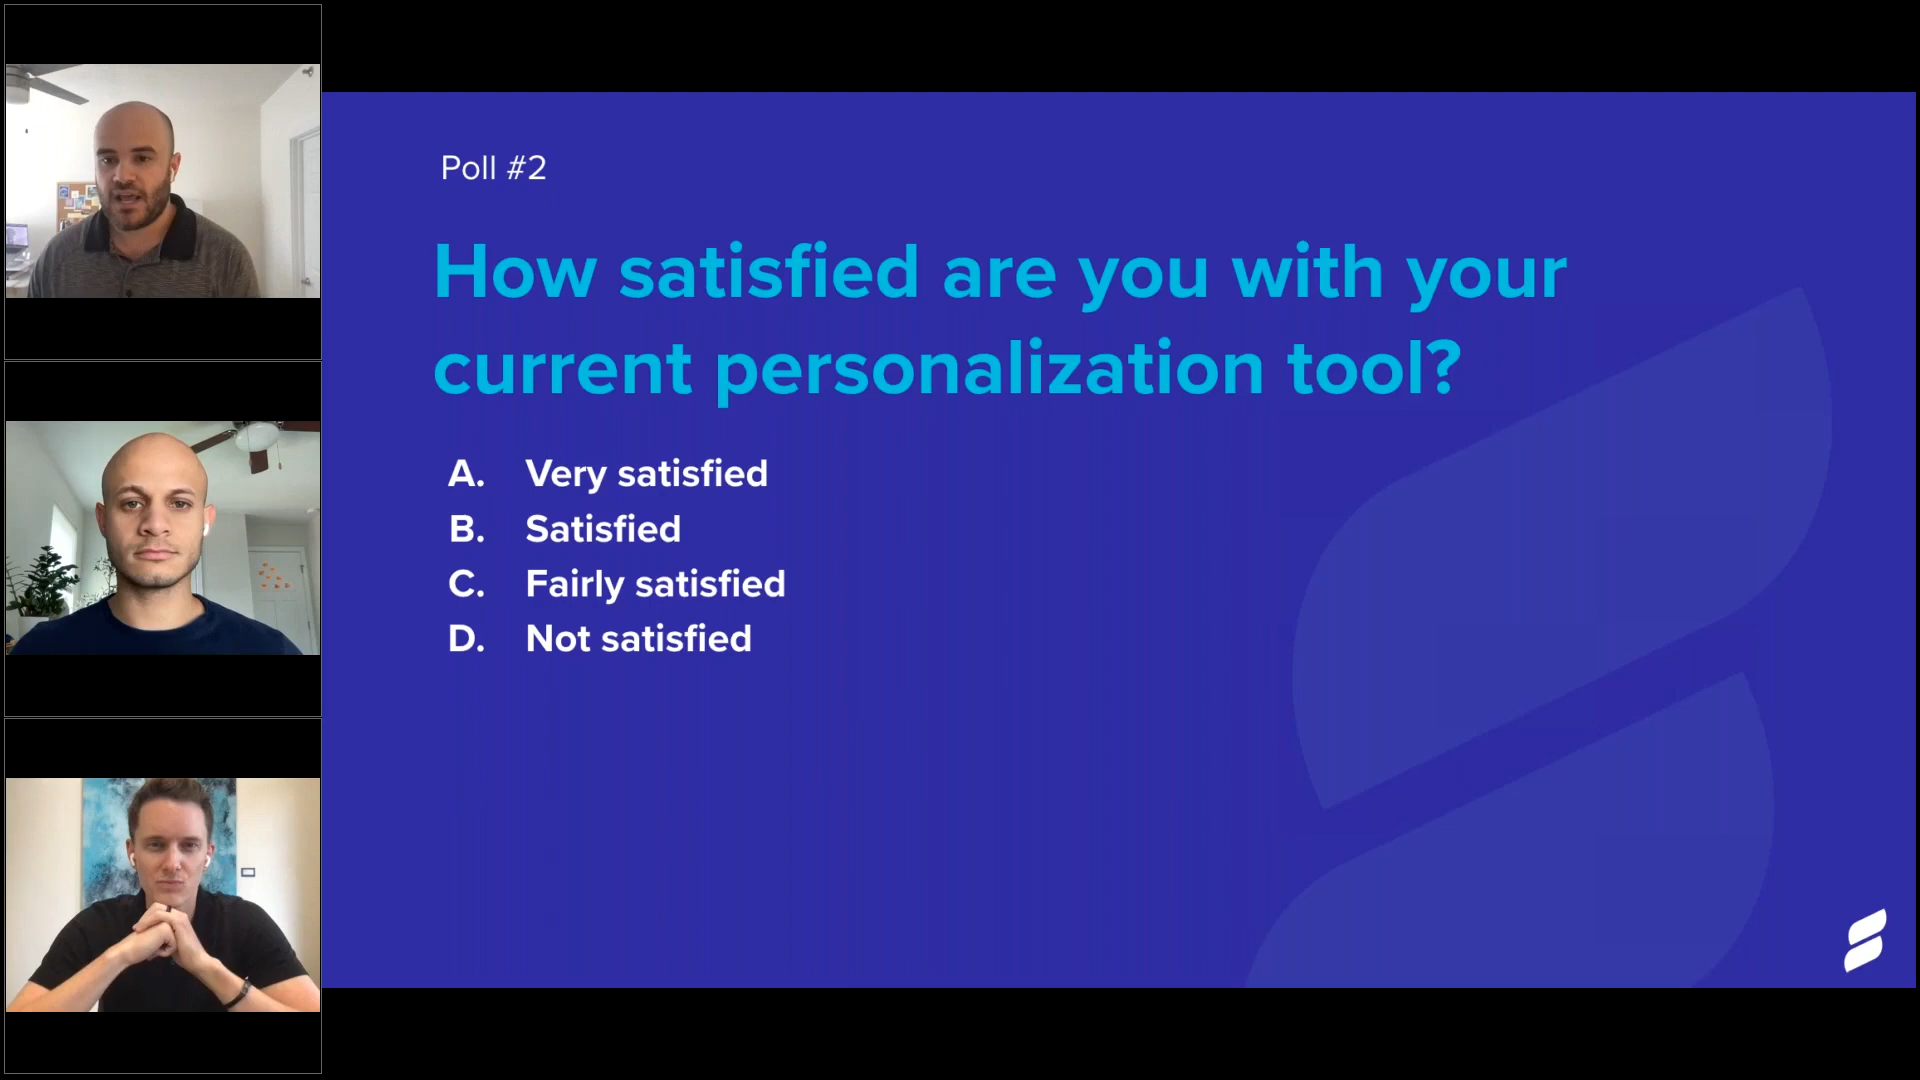 Poll #2
How satisfied are you with your
current personalization tool?
A. Very satisfied
B. Satisfied
C. Fairly satisfied
D. Not satisfied